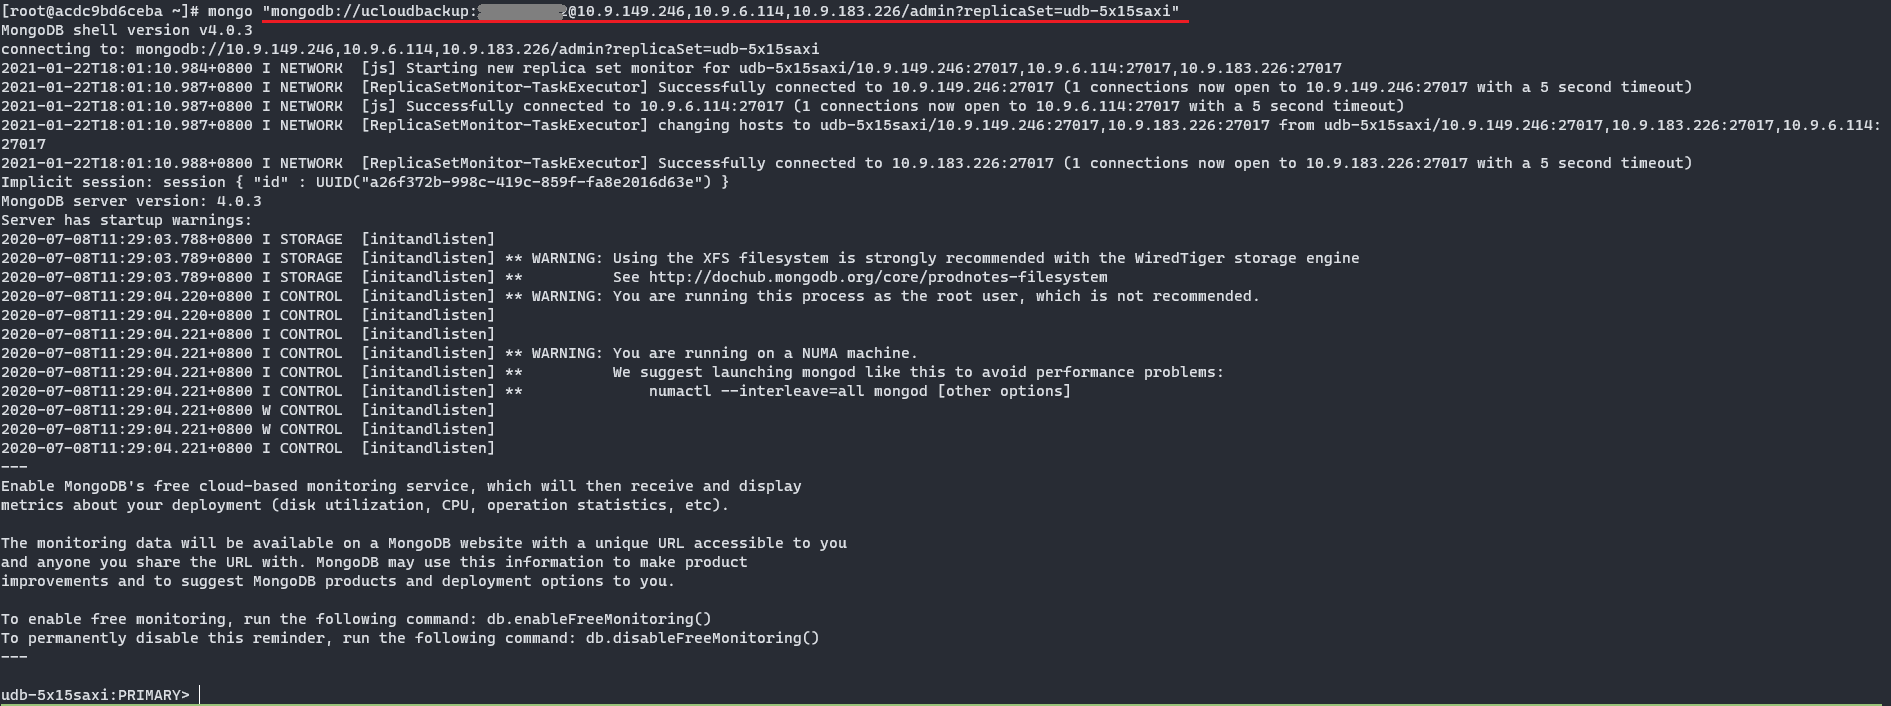 [root@acdc9bd6ceba ~]# mongo "mongodb://ucloudbackup: @10.9.149.246,10.9.6.114,10.9.183.226/admin?replicaSet=udb-5x15saxi"
MongoDB shell version v4.0.3
connecting to: mongodb://10.9.149.246,10.9.6.114,10.9.183.226/admin?replicaSet=udb-5x15saxi
2021-01-22T18:01:10.984+0800 I NETWORK  [js] Starting new replica set monitor for udb-5x15saxi/10.9.149.246:27017,10.9.6.114:27017,10.9.183.226:27017
2021-01-22T18:01:10.987+0800 I NETWORK  [ReplicaSetMonitor-TaskExecutor] Successfully connected to 10.9.149.246:27017 (1 connections now open to 10.9.149.246:27017 with a 5 second timeout)
2021-01-22T18:01:10.987+0800 I NETWORK  [js] Successfully connected to 10.9.6.114:27017 (1 connections now open to 10.9.6.114:27017 with a 5 second timeout)
2021-01-22T18:01:10.987+0800 I NETWORK  [ReplicaSetMonitor-TaskExecutor] changing hosts to udb-5x15saxi/10.9.149.246:27017,10.9.183.226:27017 from udb-5x15saxi/10.9.149.246:27017,10.9.183.226:27017,10.9.6.114:
27017
2021-01-22T18:01:10.988+0800 I NETWORK  [ReplicaSetMonitor-TaskExecutor] Successfully connected to 10.9.183.226:27017 (1 connections now open to 10.9.183.226:27017 with a 5 second timeout)
Implicit session: session { "id" : UUID("a26f372b-998c-419c-859f-fa8e2016d63e") }
MongoDB server version: 4.0.3
Server has startup warnings:
2020-07-08T11:29:03.788+0800 I STORAGE  [initandlisten]
2020-07-08T11:29:03.789+0800 I STORAGE  [initandlisten] ** WARNING: Using the XFS filesystem is strongly recommended with the WiredTiger storage engine
2020-07-08T11:29:03.789+0800 I STORAGE  [initandlisten] **          See http://dochub.mongodb.org/core/prodnotes-filesystem
2020-07-08T11:29:04.220+0800 I CONTROL  [initandlisten] ** WARNING: You are running this process as the root user, which is not recommended.
2020-07-08T11:29:04.220+0800 I CONTROL  [initandlisten]
2020-07-08T11:29:04.221+0800 I CONTROL  [initandlisten]
2020-07-08T11:29:04.221+0800 I CONTROL  [initandlisten] ** WARNING: You are running on a NUMA machine.
2020-07-08T11:29:04.221+0800 I CONTROL  [initandlisten] **          We suggest launching mongod like this to avoid performance problems:
2020-07-08T11:29:04.221+0800 I CONTROL  [initandlisten] **              numactl --interleave=all mongod [other options]
2020-07-08T11:29:04.221+0800 W CONTROL  [initandlisten]
2020-07-08T11:29:04.221+0800 W CONTROL  [initandlisten]
2020-07-08T11:29:04.221+0800 I CONTROL  [initandlisten]
---
Enable MongoDB's free cloud-based monitoring service, which will then receive and display
metrics about your deployment (disk utilization, CPU, operation statistics, etc).

The monitoring data will be available on a MongoDB website with a unique URL accessible to you
and anyone you share the URL with. MongoDB may use this information to make product
improvements and to suggest MongoDB products and deployment options to you.

To enable free monitoring, run the following command: db.enableFreeMonitoring()
To permanently disable this reminder, run the following command: db.disableFreeMonitoring()
---

udb-5x15saxi:PRIMARY>